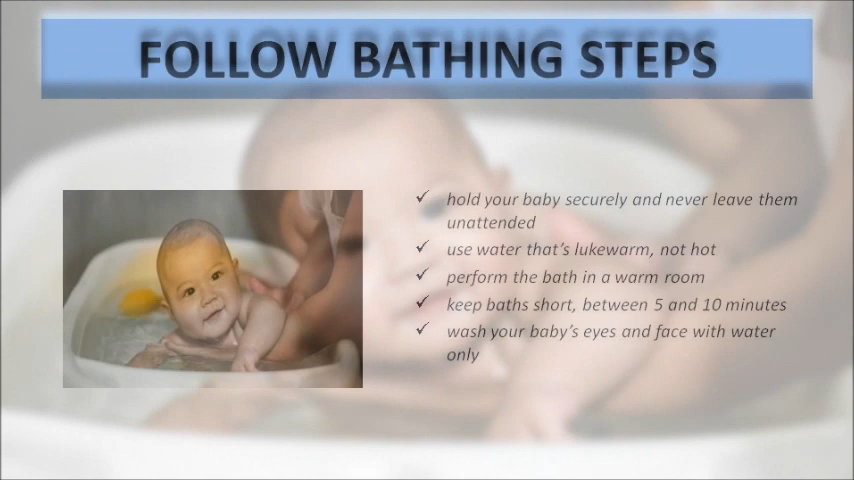 FOLLOW BATHING STEPS
✓ hold your baby securely and never leave them
unattended
✓ use water that's lukewarm, not hot
✓ perform the bath in a warm room
✓ keep baths short, between 5 and 10 minutes
✓ wash your baby's eyes and face with water
only